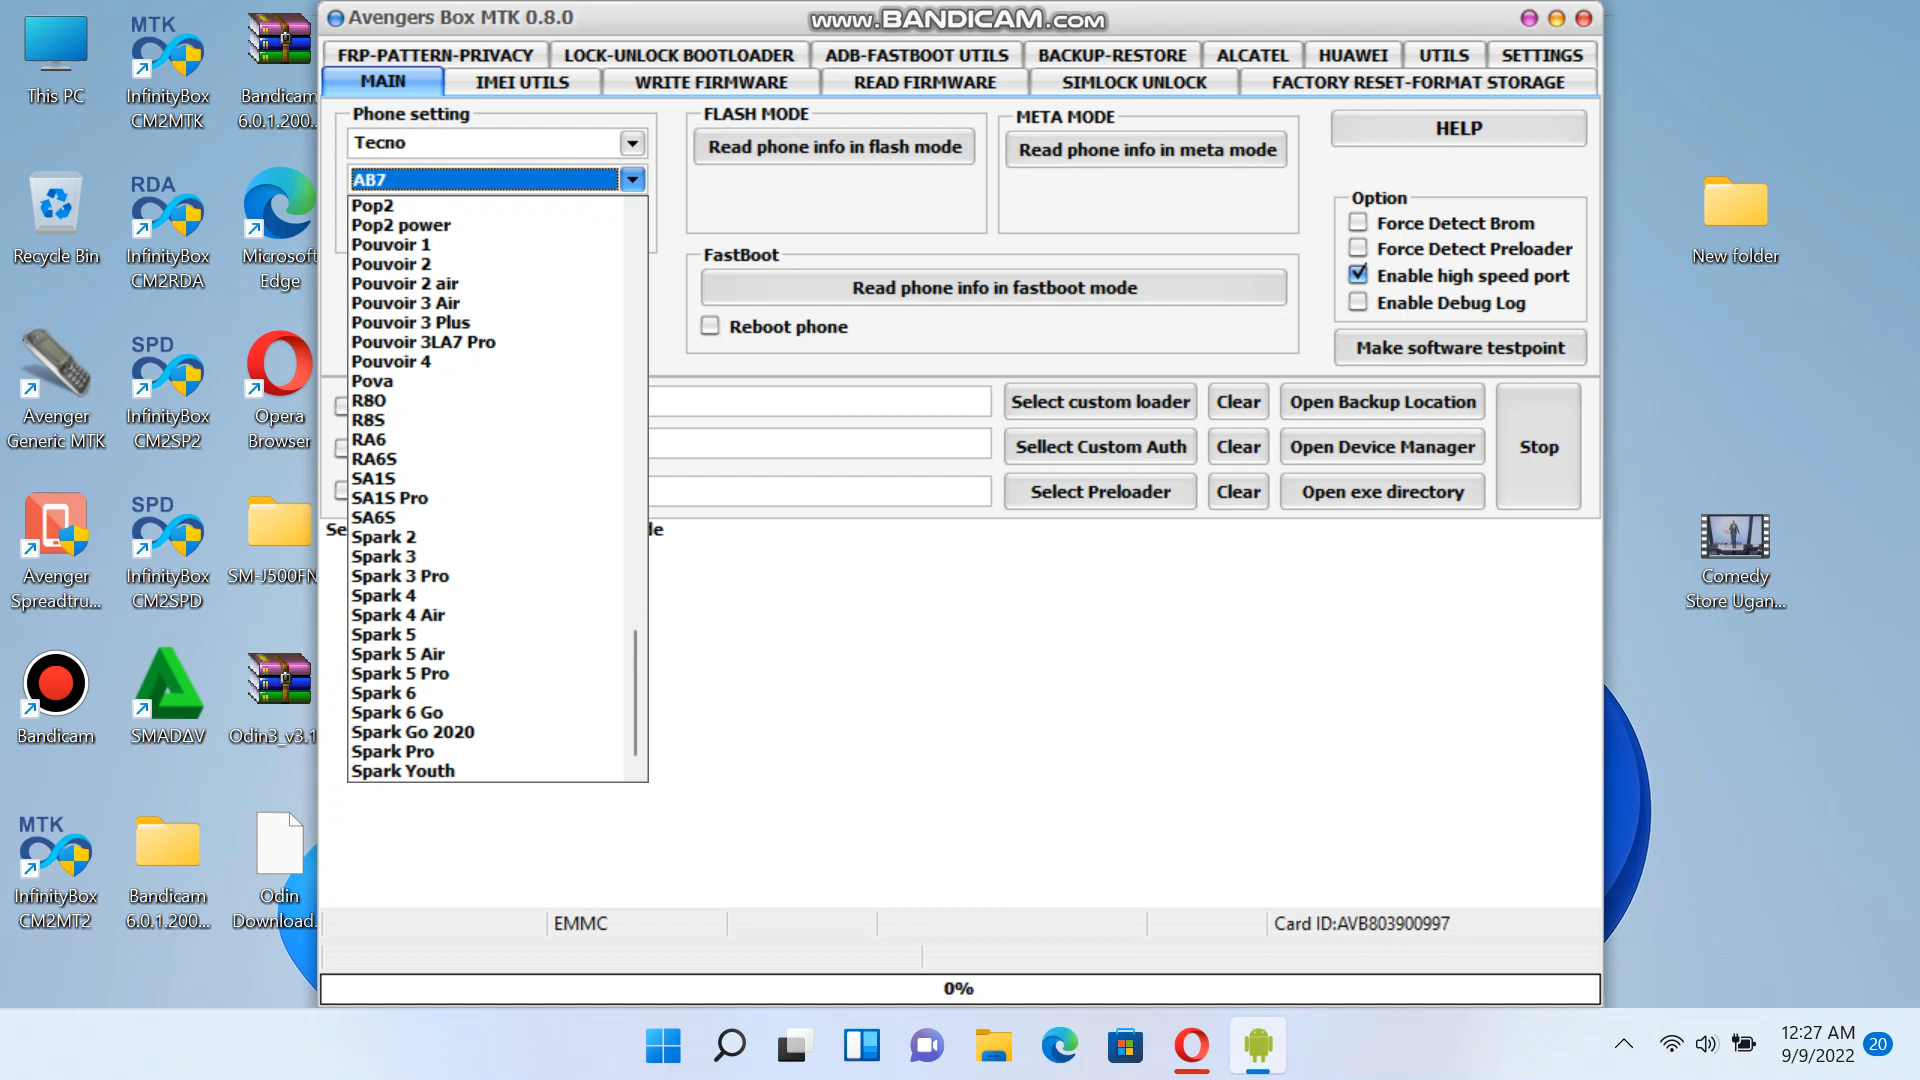 Avengers Box MTK 0.8.0
www.BANDICAM.com
FRP-PATTERN-PRIVACY
LOCK-UNLOCK BOOTLOADER
ADB-FASTBOOT UTILS
BACKUP-RESTORE
ALCATEL
HUAWEI
UTILS
SETTINGS
MAIN
IMEI UTILS
WRITE FIRMWARE
READ FIRMWARE
SIMLOCK UNLOCK
FACTORY RESET-FORMAT STORAGE
Phone setting
Tecno
AB7
Pop2
Pop2 power
Pouvoir 1
Pouvoir 2
Pouvoir 2 air
Pouvoir 3 Air
Pouvoir 3 Plus
Pouvoir 3LA7 Pro
Pouvoir 4
Pova
R8O
R8S
RA6
RA6S
SA1S
SA1S Pro
SA6S
Spark 2
Spark 3
Spark 3 Pro
Spark 4
Spark 4 Air
Spark 5
Spark 5 Air
Spark 5 Pro
Spark 6
Spark 6 Go
Spark Go 2020
Spark Pro
Spark Youth
Se
de
FLASH MODE
Read phone info in flash mode
META MODE
Read phone info in meta mode
FastBoot
Read phone info in fastboot mode
Reboot phone
HELP
Option
Force Detect Brom
Force Detect Preloader
Enable high speed port
Enable Debug Log
Make software testpoint
Select custom loader
Clear
Open Backup Location
Sellect Custom Auth
Clear
Open Device Manager
Select Preloader
Clear
Open exe directory
Stop
EMMC
Card ID:AVB803900997
0%
This PC
MTK
InfinityBox
CM2MTK
Bandicam
6.0.1.200...
Recycle Bin
RDA
InfinityBox
CM2RDA
Microsoft
Edge
Avenger
Generic MTK
SPD
InfinityBox
CM2SP2
Opera
Browser
Avenger
Spreadtru...
SPD
InfinityBox
CM2SPD
SM-J500FN
Bandicam
SMADΔV
Odin3_v3.1
MTK
InfinityBox
CM2MT2
Bandicam
6.0.1.200...
Odin
Download.
New folder
Comedy
Store Ugan...
12:27 AM
9/9/2022
20